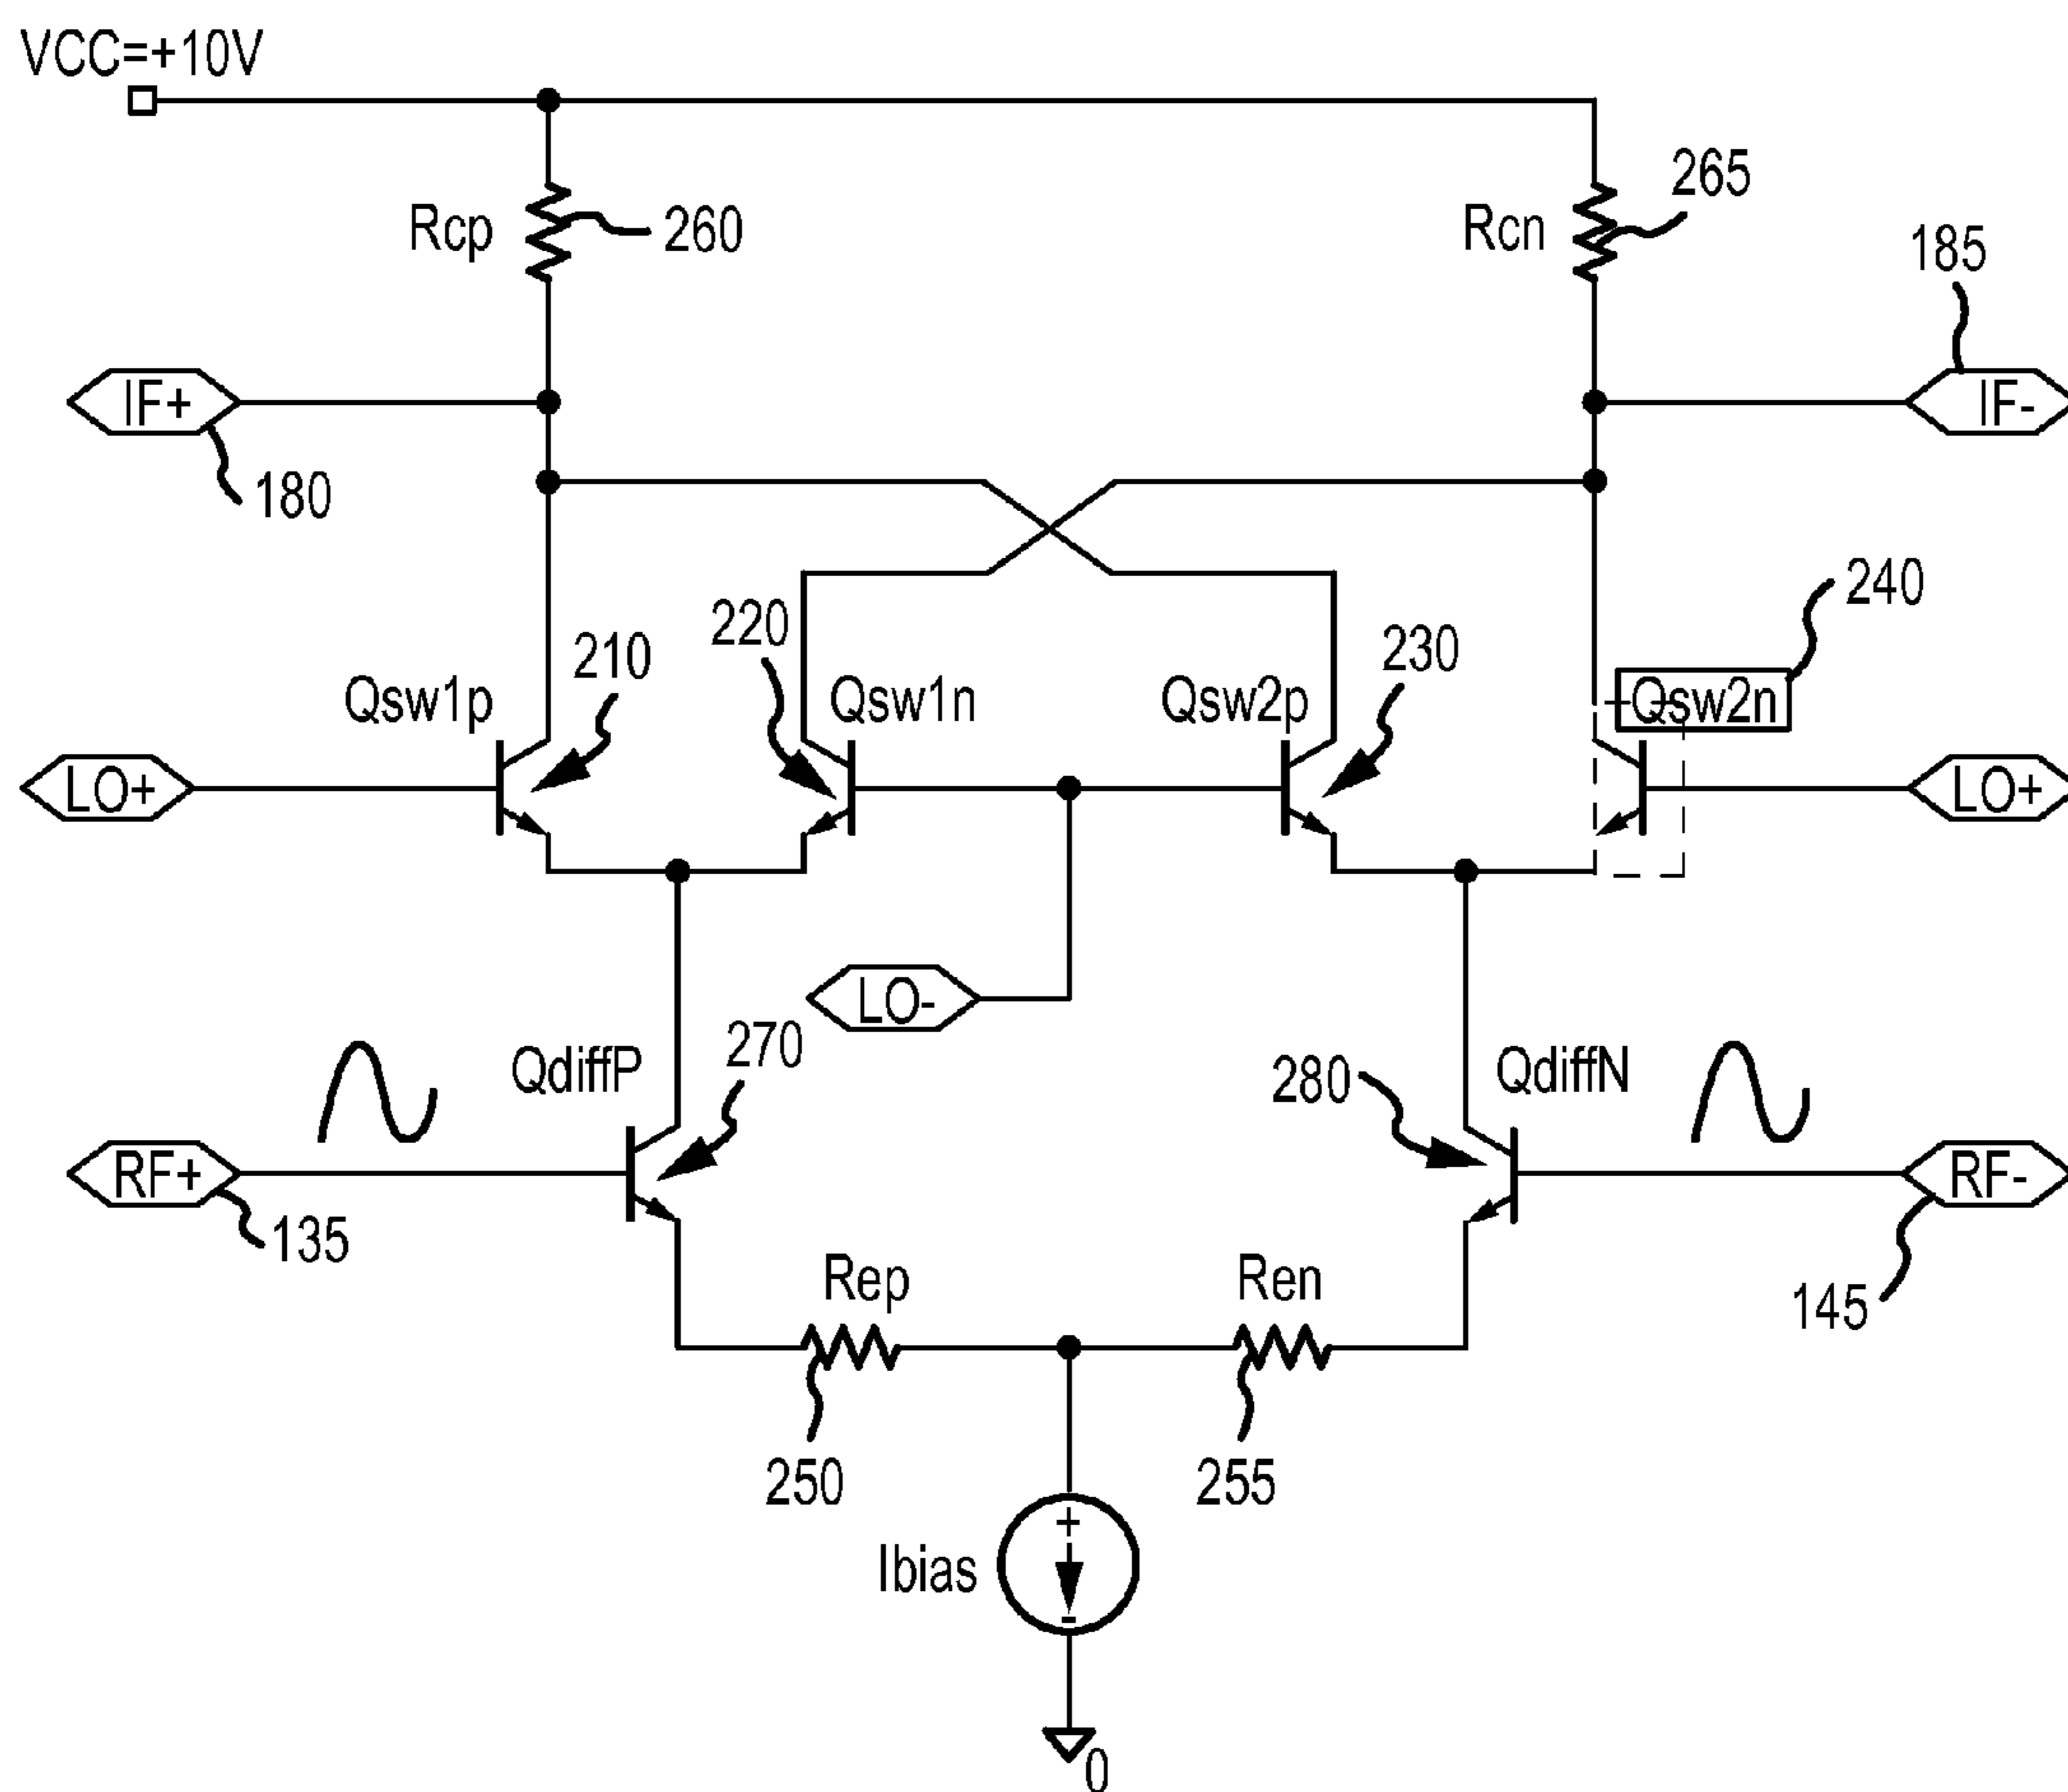 VCC=+10V
Rcp
260
Rcn
265
185
IF+
IF-
180
240
210
220
230
Qsw1p
Qsw1n
Qsw2p
Qsw2n
LO+
LO+
LO-
QdiffP
270
280
QdiffN
RF+
RF-
135
145
Rep
Ren
250
255
Ibias
+
-
0